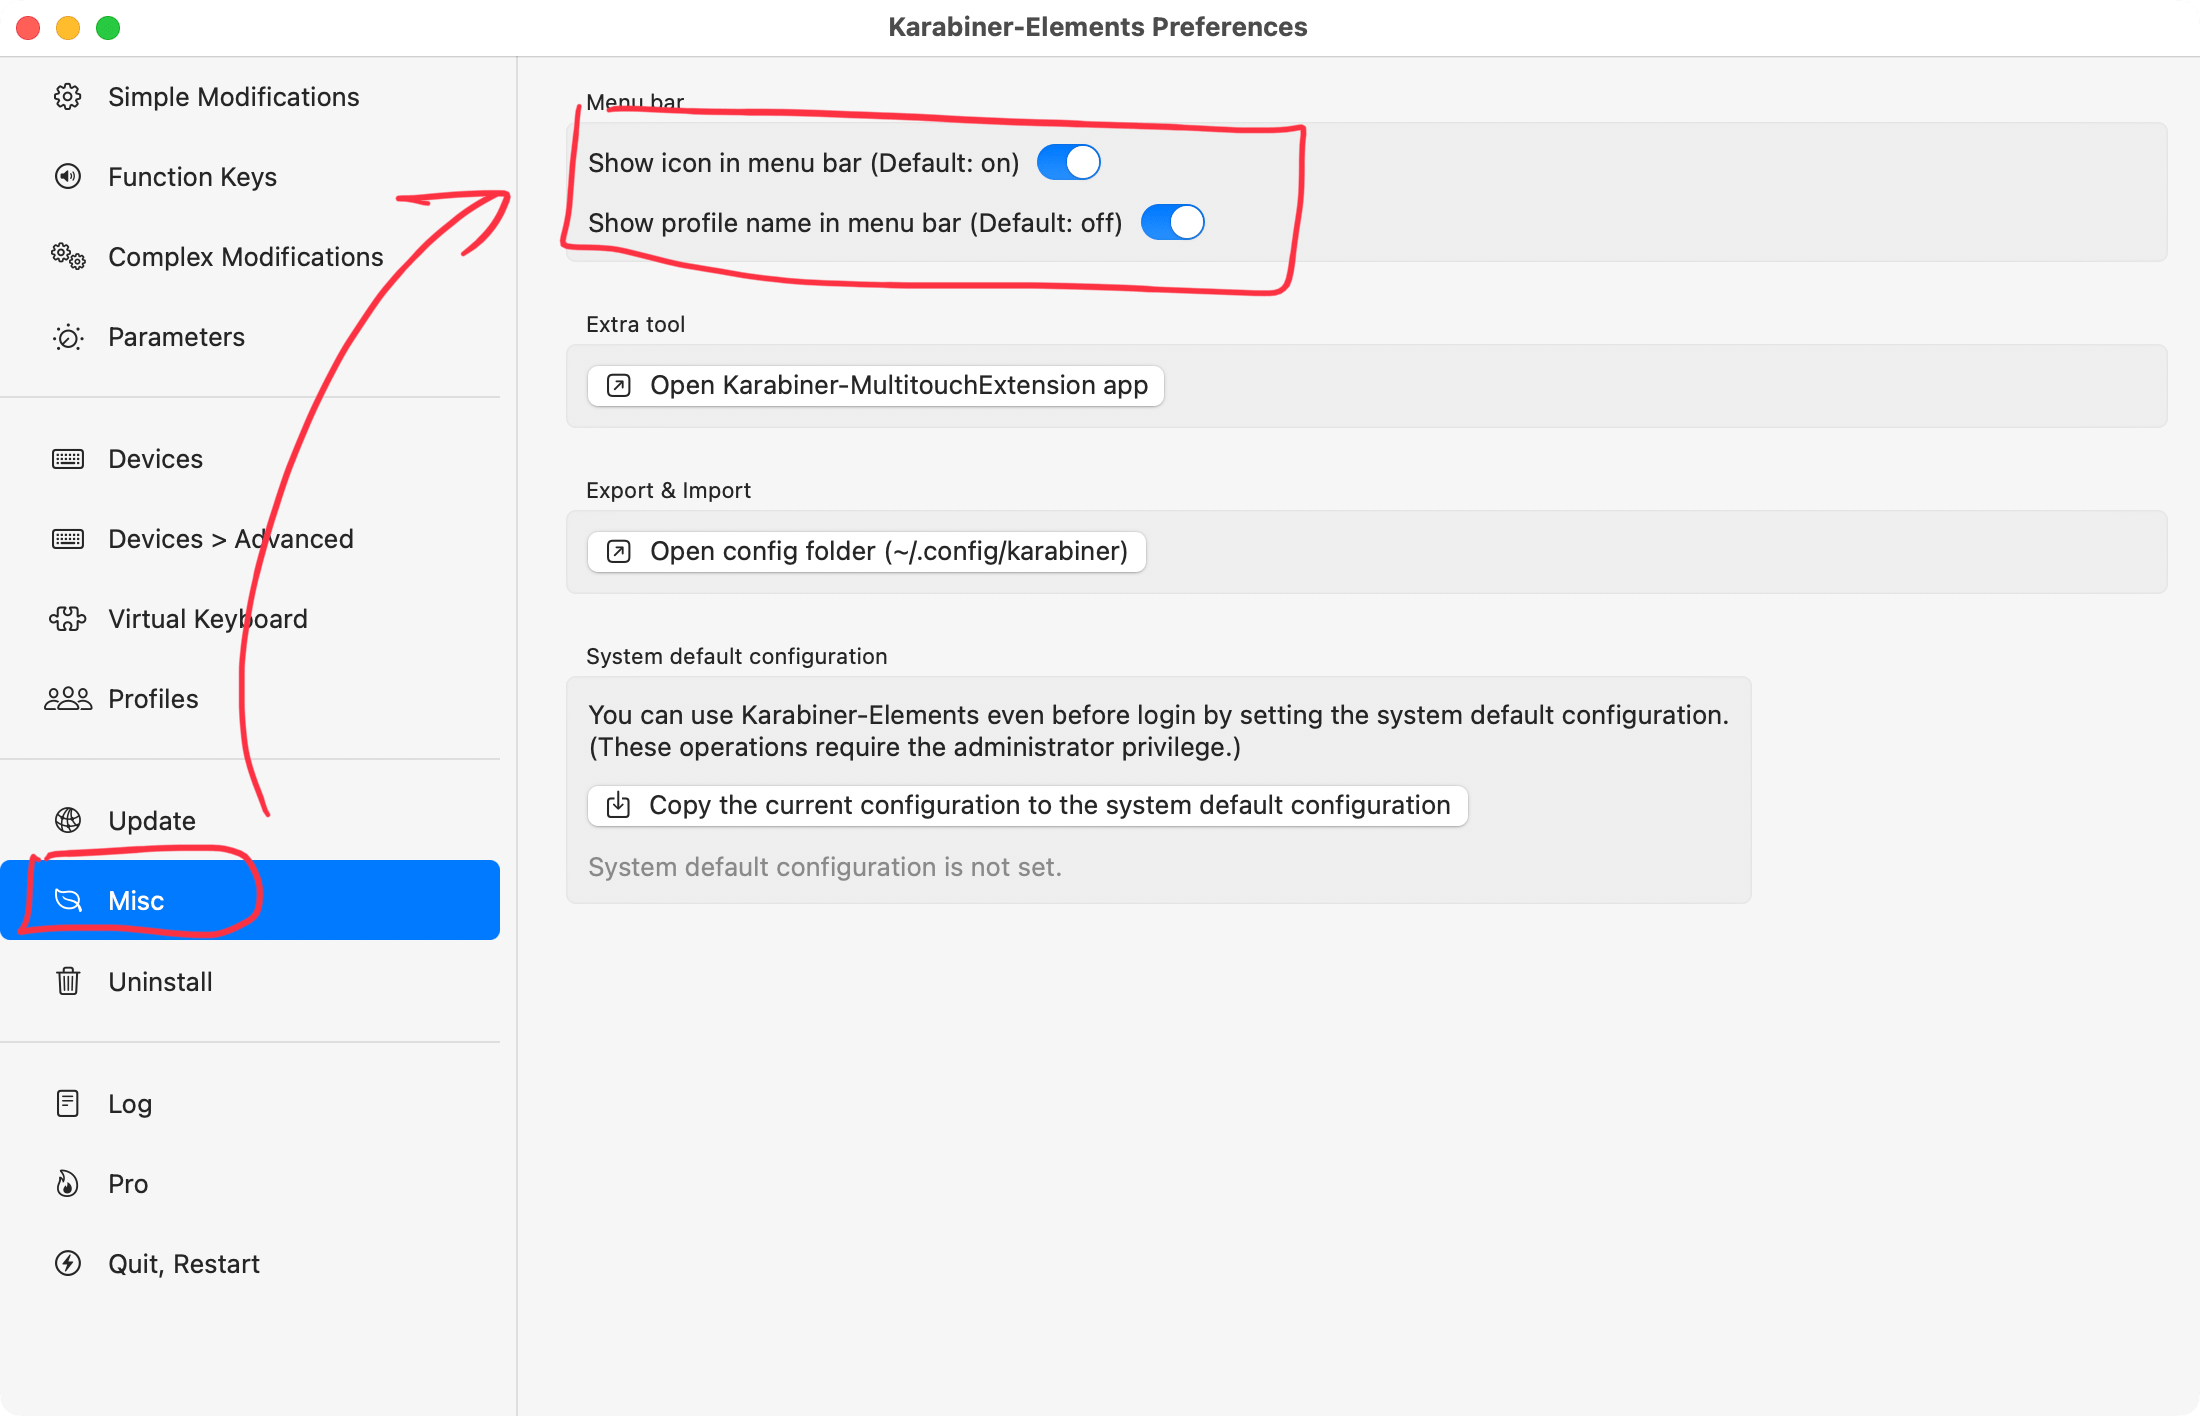 Karabiner-Elements Preferences
Simple Modifications
Function Keys
Complex Modifications
Parameters
Devices
Devices > Advanced
Virtual Keyboard
Profiles
Update
Misc
Uninstall
Log
Pro
Quit, Restart
Menu bar
Show icon in menu bar (Default: on)
Show profile name in menu bar (Default: off)
Extra tool
Open Karabiner-MultitouchExtension app
Export & Import
Open config folder (~/.config/karabiner)
System default configuration
You can use Karabiner-Elements even before login by setting the system default configuration.
(These operations require the administrator privilege.)
Copy the current configuration to the system default configuration
System default configuration is not set.